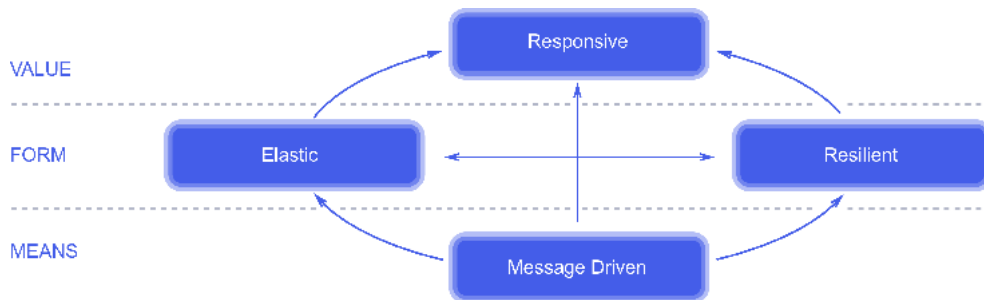 Responsive
VALUE
FORM
Elastic
Resilient
MEANS
Message Driven